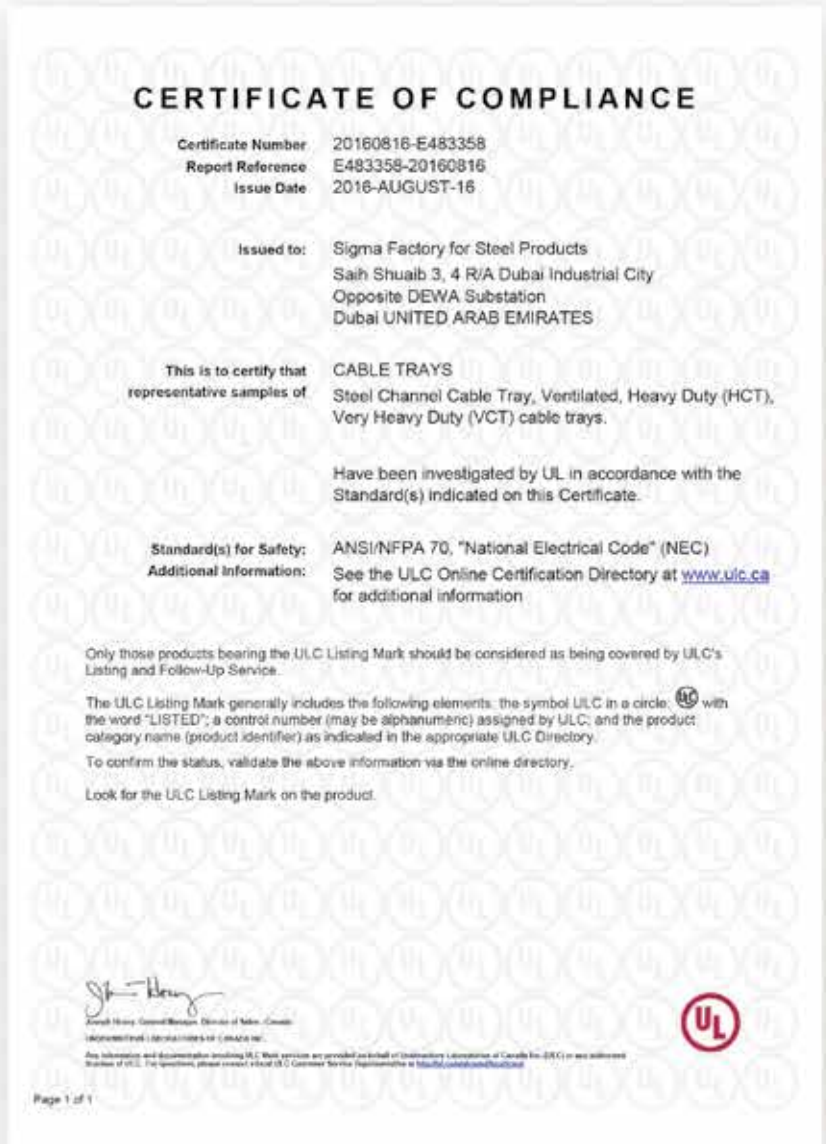 CERTIFICATE OF COMPLIANCE
Certificate Number 20160816-E483358
Report Reference E483358-20160816
Issue Date 2016-AUGUST-16
Issued to: Sigma Factory for Steel Products
Saih Shuaib 3, 4 R/A Dubai Industrial City
Opposite DEWA Substation
Dubai UNITED ARAB EMIRATES
This is to certify that CABLE TRAYS
representative samples of Steel Channel Cable Tray, Ventilated, Heavy Duty (HCT),
Very Heavy Duty (VCT) cable trays.
Have been investigated by UL in accordance with the
Standard(s) indicated on this Certificate.
Standard(s) for Safety: ANSI/NFPA 70, "National Electrical Code" (NEC)
Additional Information: See the ULC Online Certification Directory at www.ulc.ca
for additional information
Only those products bearing the ULC Listing Mark should be considered as being covered by ULC's
Listing and Follow-Up Service.
The ULC Listing Mark generally includes the following elements: the symbol ULC in a circle: ULC with
the word "LISTED"; a control number (may be alphanumeric) assigned by ULC; and the product
category name (product identifier) as indicated in the appropriate ULC Directory.
To confirm the status, validate the above information via the online directory.
Look for the ULC Listing Mark on the product.
UL
Page 1 of 1